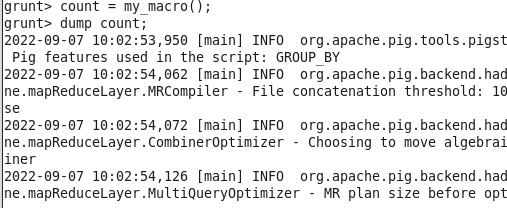 grunt> count = my_macro();
grunt> dump count;
2022-09-07 10:02:53,950 [main] INFO  org.apache.pig.tools.pigst
 Pig features used in the script: GROUP_BY
2022-09-07 10:02:54,062 [main] INFO  org.apache.pig.backend.had
ne.mapReduceLayer.MRCompiler - File concatenation threshold: 10
se
2022-09-07 10:02:54,072 [main] INFO  org.apache.pig.backend.had
ne.mapReduceLayer.CombinerOptimizer - Choosing to move algebrai
iner
2022-09-07 10:02:54,126 [main] INFO  org.apache.pig.backend.had
ne.mapReduceLayer.MultiQueryOptimizer - MR plan size before opt